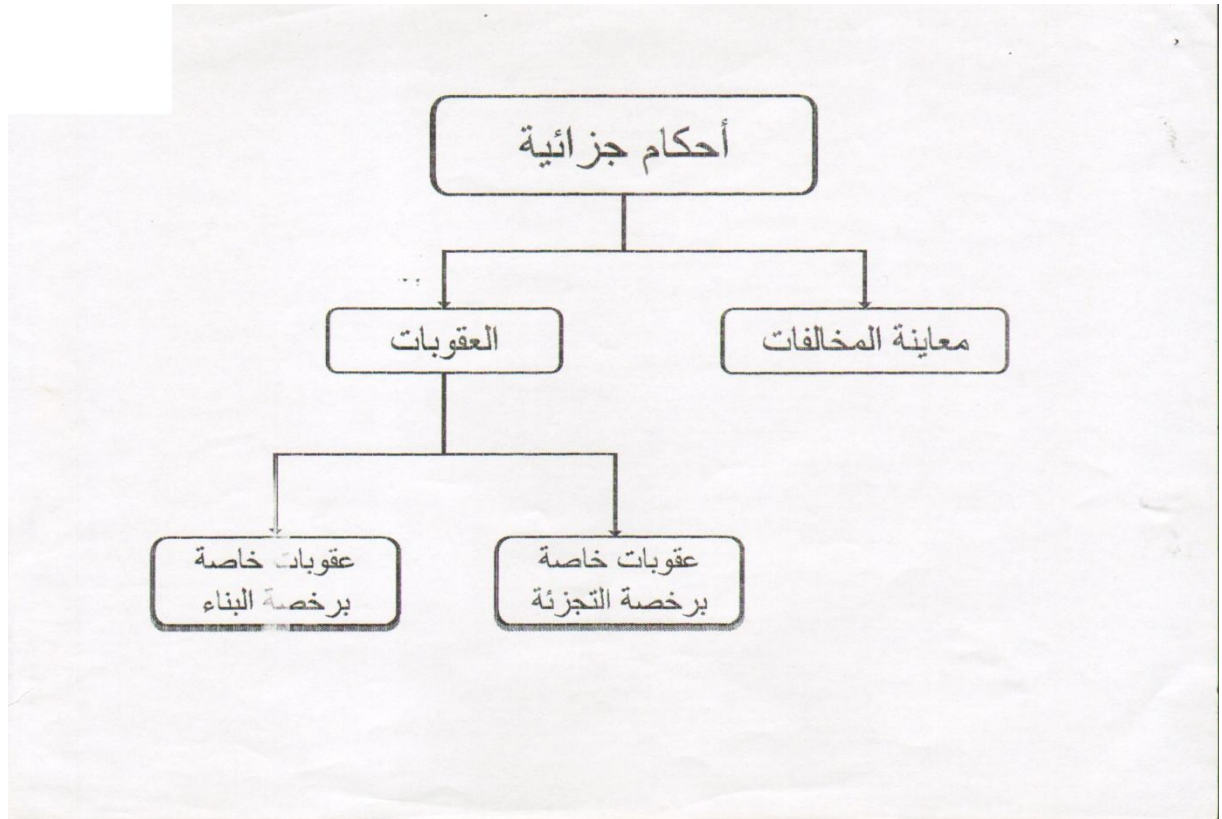 أحكام جزائية
معاينة المخالفات
العقوبات
عقوبات خاصة
برخصة التجزئة
عقوبات خاصة
برخصة البناء